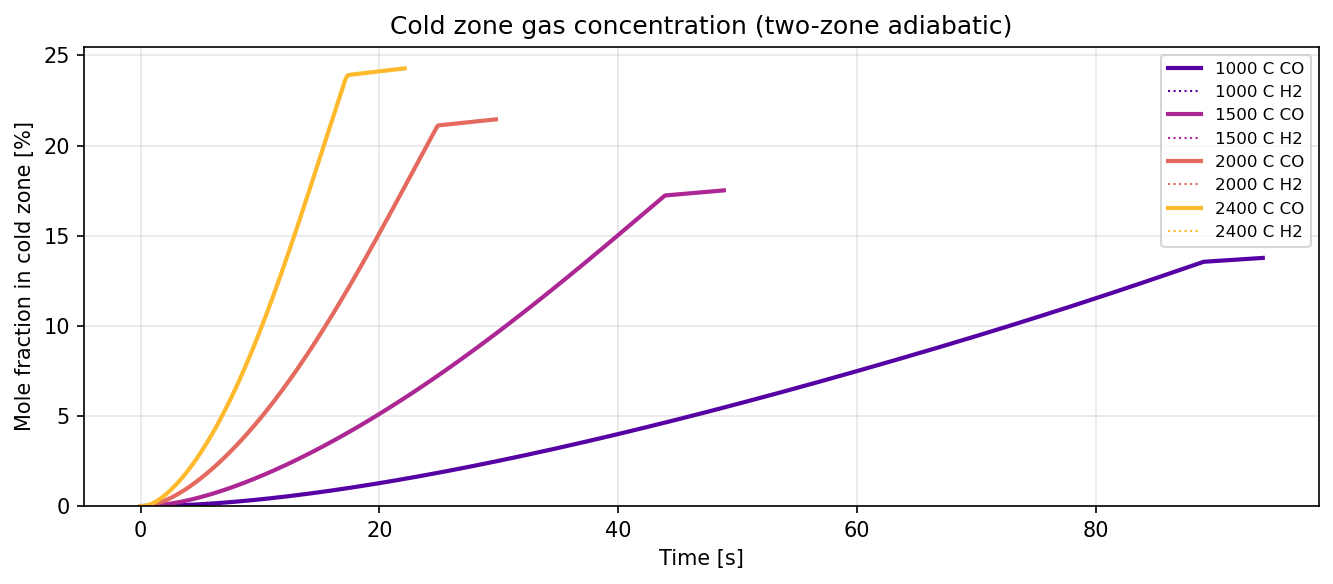 Cold zone gas concentration (two-zone adiabatic)
Mole fraction in cold zone [%]
25
20
15
10
5
0
0 20 40 60 80
Time [s]
1000 C CO
1000 C H2
1500 C CO
1500 C H2
2000 C CO
2000 C H2
2400 C CO
2400 C H2